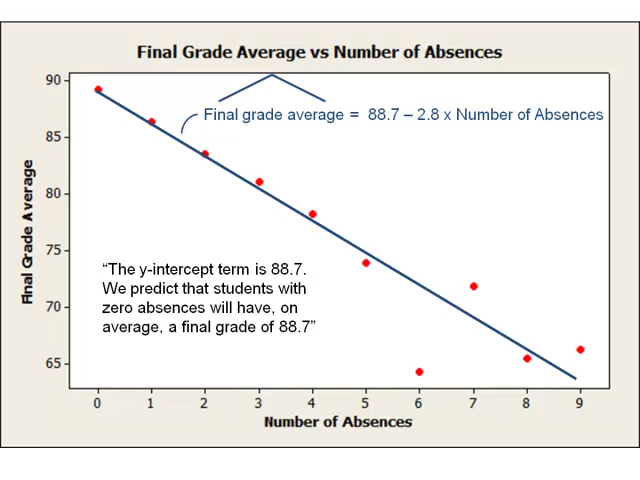 Final Grade Average vs Number of Absences
Final grade average = 88.7 – 2.8 x Number of Absences
90
85
80
75
70
65
Final Grade Average
“The y-intercept term is 88.7.
We predict that students with
zero absences will have, on
average, a final grade of 88.7”
0 1 2 3 4 5 6 7 8 9
Number of Absences